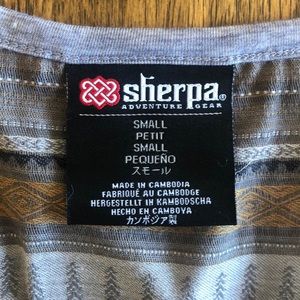 sherpa®
ADVENTURE GEAR
SMALL
PETIT
SMALL
PEQUEÑO
スモール
MADE IN CAMBODIA
FABRIQUÉ AU CAMBODGE
HERGESTELLT IN KAMBODSCHA
HECHO EN CAMBOYA
カンボジア製